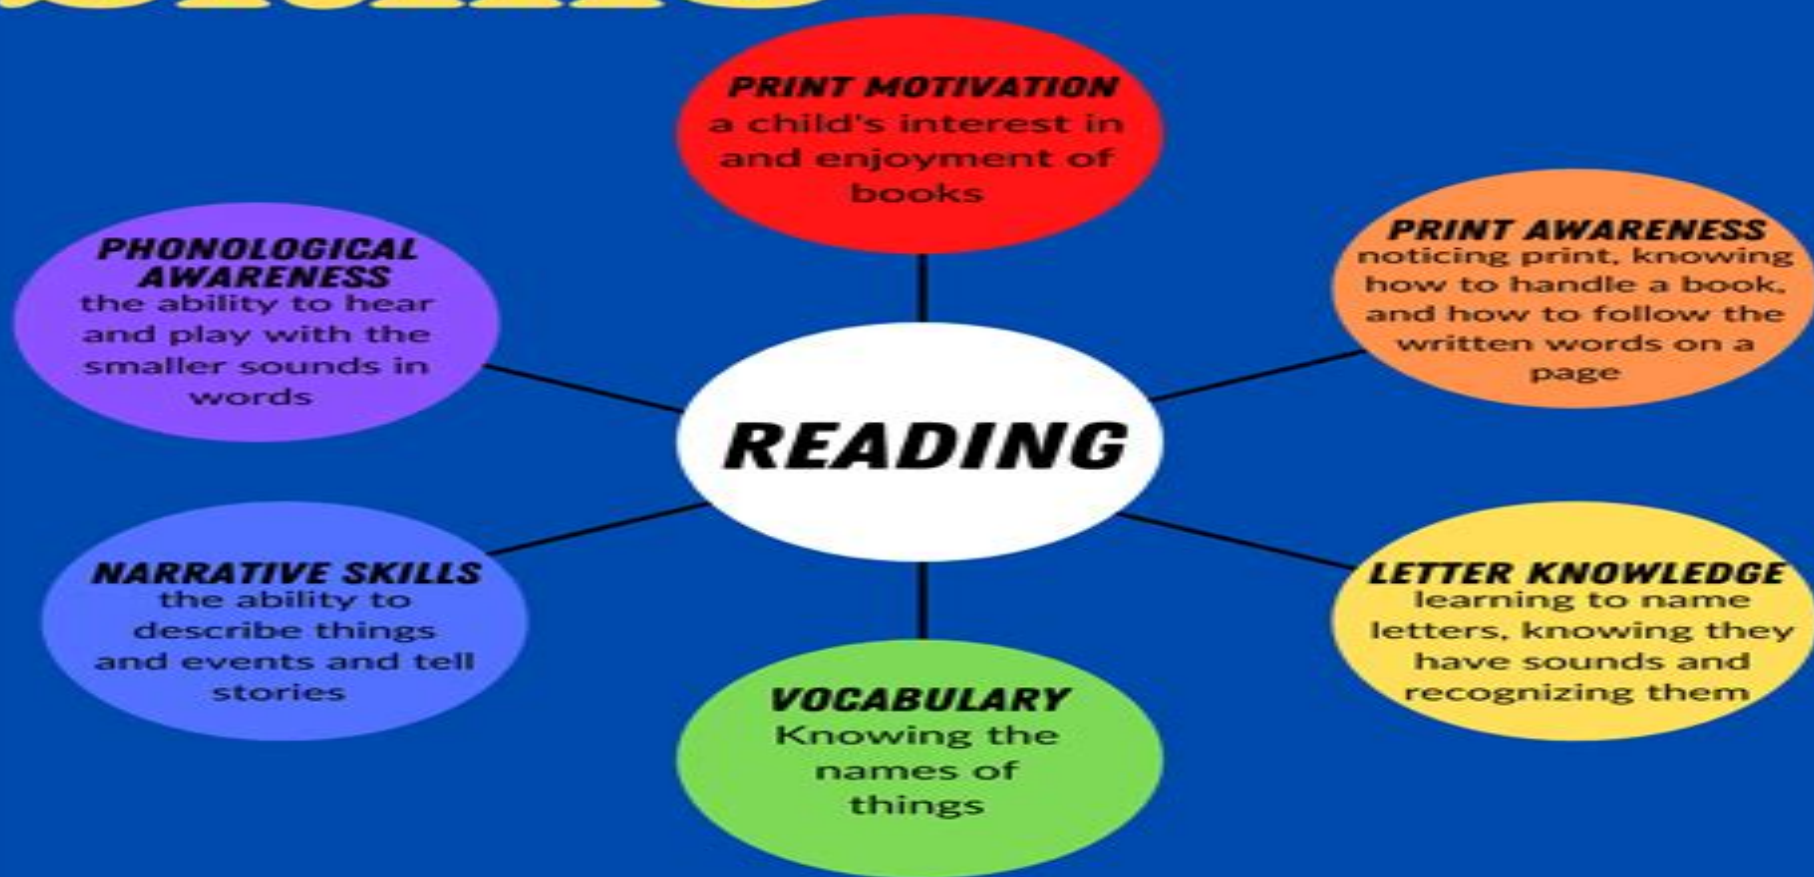 PRINT MOTIVATION
a child's interest in
and enjoyment of
books
PRINT AWARENESS
noticing print, knowing
how to handle a book,
and how to follow the
written words on a
page
PHONOLOGICAL
AWARENESS
the ability to hear
and play with the
smaller sounds in
words
READING
NARRATIVE SKILLS
the ability to
describe things
and events and tell
stories
LETTER KNOWLEDGE
learning to name
letters, knowing they
have sounds and
recognizing them
VOCABULARY
Knowing the
names of
things